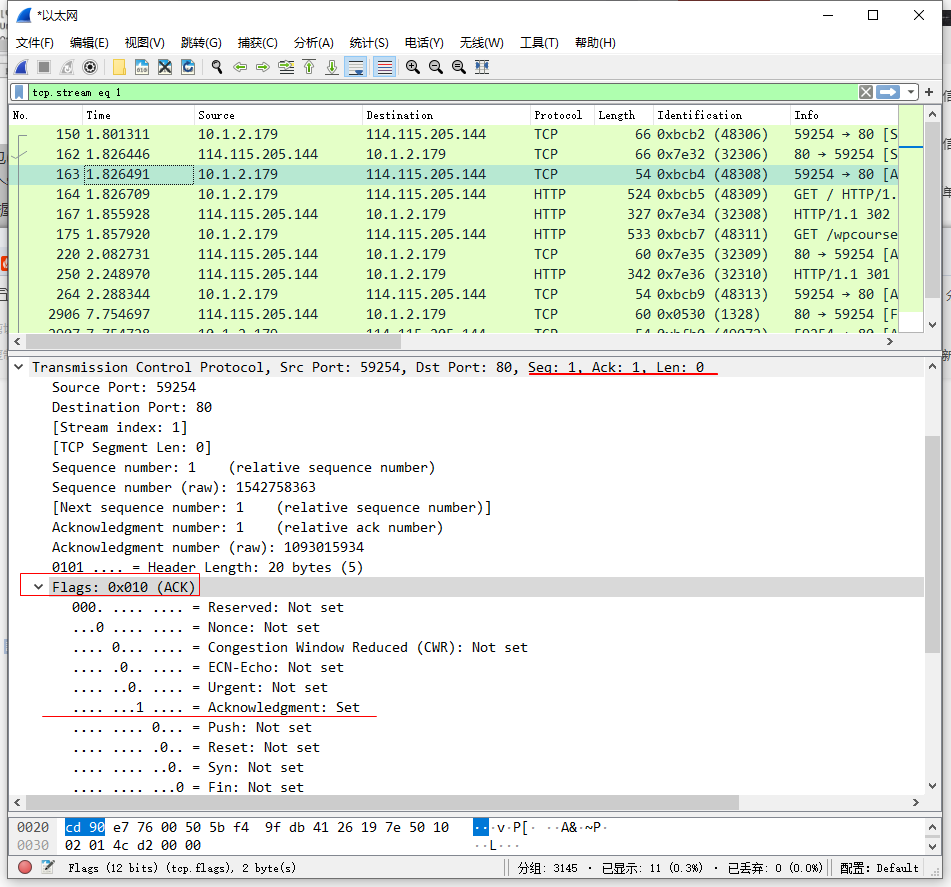 *以太网
文件(F) 编辑(E) 视图(V) 跳转(G) 捕获(C) 分析(A) 统计(S) 电话(Y) 无线(W) 工具(T) 帮助(H)
tcp.stream eq 1
No. Time Source Destination Protocol Length Identification Info
150 1.801311 10.1.2.179 114.115.205.144 TCP 66 0xbcb2 (48306) 59254 → 80 [S
162 1.826446 114.115.205.144 10.1.2.179 TCP 66 0x7e32 (32306) 80 → 59254 [S
163 1.826491 10.1.2.179 114.115.205.144 TCP 54 0xbcb4 (48308) 59254 → 80 [A
164 1.826709 10.1.2.179 114.115.205.144 HTTP 524 0xbcb5 (48309) GET / HTTP/1.
167 1.855928 114.115.205.144 10.1.2.179 HTTP 327 0x7e34 (32308) HTTP/1.1 302
175 1.857920 10.1.2.179 114.115.205.144 HTTP 533 0xbcb7 (48311) GET /wpcourse
220 2.082731 114.115.205.144 10.1.2.179 TCP 60 0x7e35 (32309) 80 → 59254 [A
250 2.248970 114.115.205.144 10.1.2.179 HTTP 342 0x7e36 (32310) HTTP/1.1 301
264 2.288344 10.1.2.179 114.115.205.144 TCP 54 0xbcb9 (48313) 59254 → 80 [A
2906 7.754697 114.115.205.144 10.1.2.179 TCP 60 0x0530 (1328) 80 → 59254 [F
Transmission Control Protocol, Src Port: 59254, Dst Port: 80, Seq: 1, Ack: 1, Len: 0
Source Port: 59254
Destination Port: 80
[Stream index: 1]
[TCP Segment Len: 0]
Sequence number: 1 (relative sequence number)
Sequence number (raw): 1542758363
[Next sequence number: 1 (relative sequence number)]
Acknowledgment number: 1 (relative ack number)
Acknowledgment number (raw): 1093015934
0101 .... = Header Length: 20 bytes (5)
Flags: 0x010 (ACK)
000. .... .... = Reserved: Not set
...0 .... .... = Nonce: Not set
.... 0... .... = Congestion Window Reduced (CWR): Not set
.... .0.. .... = ECN-Echo: Not set
.... ..0. .... = Urgent: Not set
.... ...1 .... = Acknowledgment: Set
.... .... 0... = Push: Not set
.... .... .0.. = Reset: Not set
.... .... ..0. = Syn: Not set
.... .... ...0 = Fin: Not set
0020 cd 90 e7 76 00 50 5b f4 9f db 41 26 19 7e 50 10 ···v·P[· ··A&·~P·
0030 02 01 4c d2 00 00 ··L···
Flags (12 bits) (tcp.flags), 2 byte(s) 分组: 3145 · 已显示: 11 (0.3%) · 已丢弃: 0 (0.0%) 配置: Default